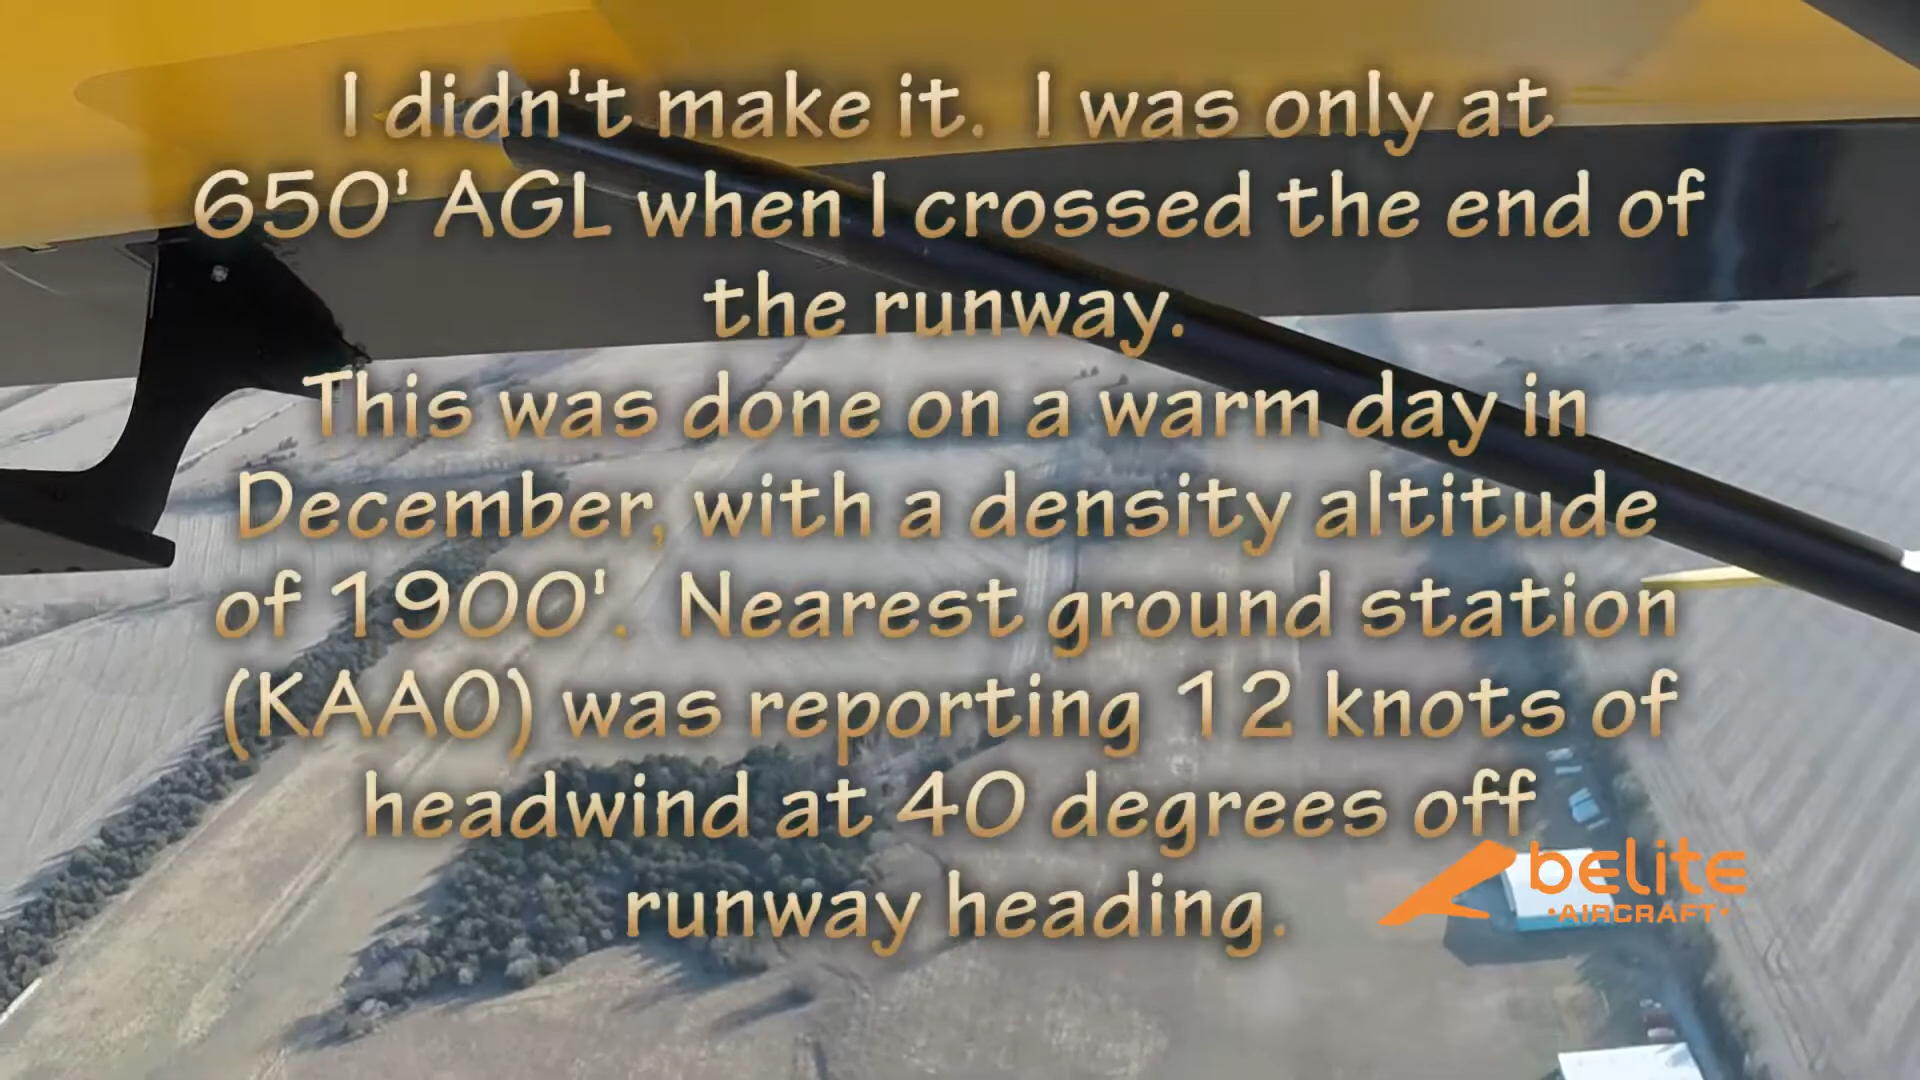 I didn't make it.  I was only at
650' AGL when I crossed the end of
the runway.
This was done on a warm day in
December, with a density altitude
of 1900'.  Nearest ground station
(KAAO) was reporting 12 knots of
headwind at 40 degrees off
runway heading.
belite
•AIRCRAFT•